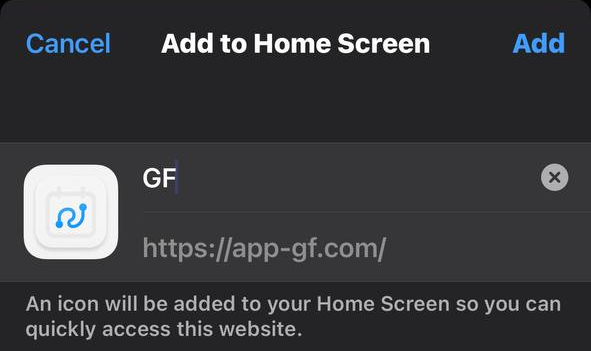 Cancel Add to Home Screen Add
GF
https://app-gf.com/
An icon will be added to your Home Screen so you can
quickly access this website.